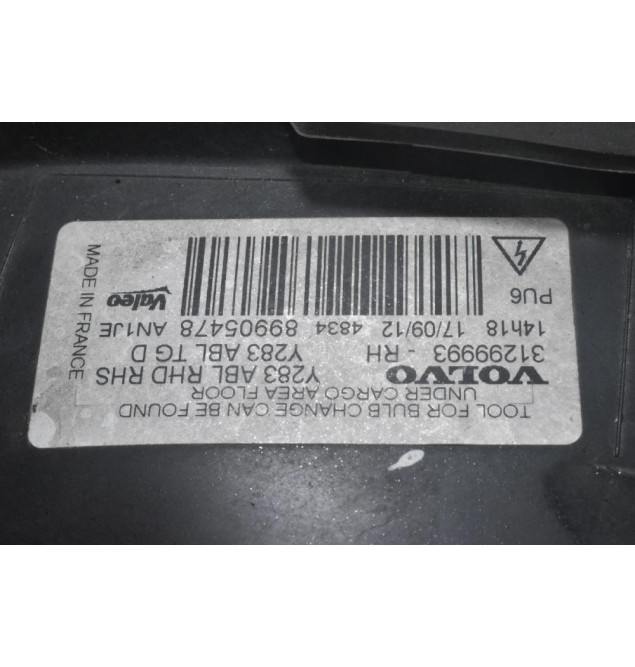 TOOL FOR BULB CHANGE CAN BE FOUND
UNDER CARGO AREA FLOOR
VOLVO Y283 ABL RHD RHS
31299993 - RH Y283 ABL TG D
14h18 17/09/12 4834 89905478 AN1JE
PU6
Valeo
MADE IN FRANCE